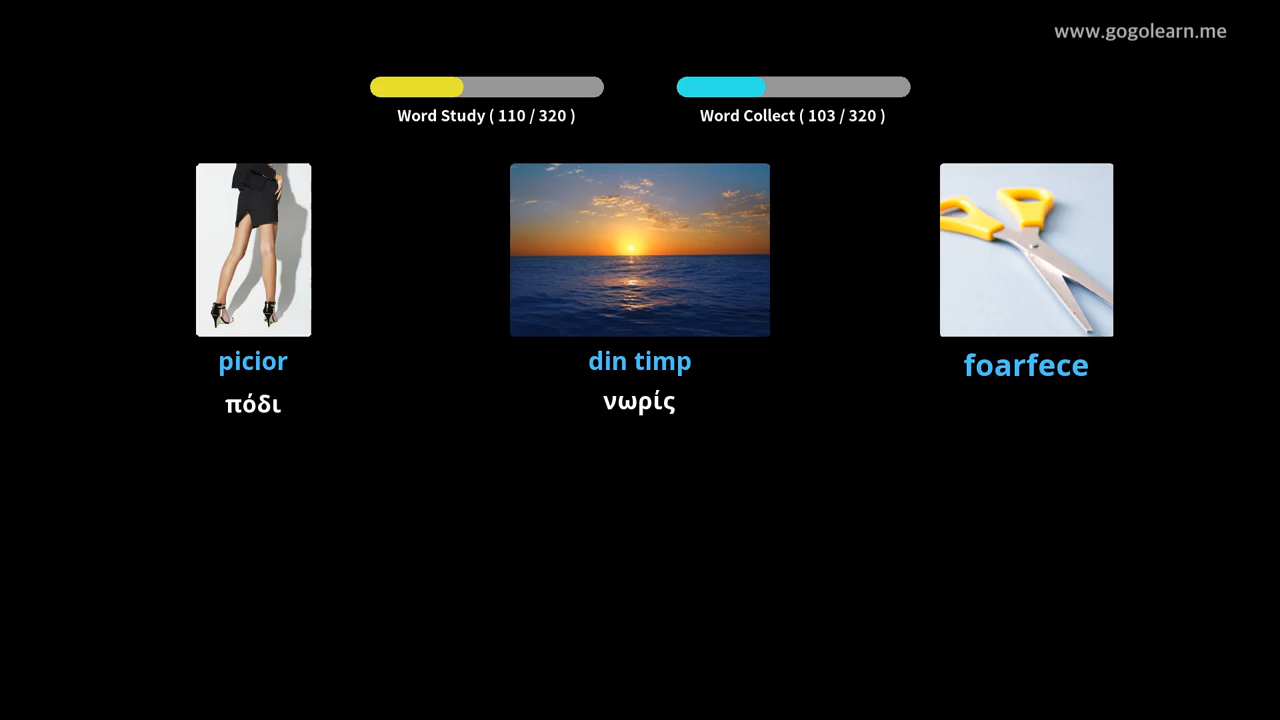 www.gogolearn.me
Word Study ( 110 / 320 )
Word Collect ( 103 / 320 )
picior
din timp
foarfece
πόδι
νωρίς